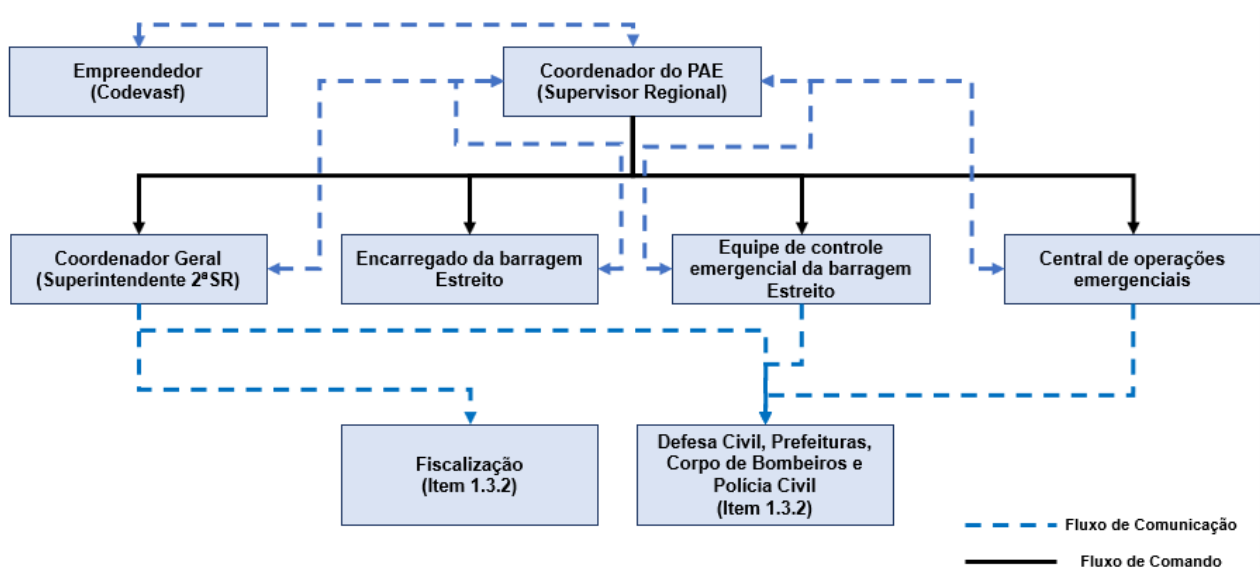 Empreendedor
(Codevasf)
Coordenador do PAE
(Supervisor Regional)
Coordenador Geral
(Superintendente 2ªSR)
Encarregado da barragem
Estreito
Equipe de controle
emergencial da barragem
Estreito
Central de operações
emergenciais
Fiscalização
(Item 1.3.2)
Defesa Civil, Prefeituras,
Corpo de Bombeiros e
Polícia Civil
(Item 1.3.2)
Fluxo de Comunicação
Fluxo de Comando